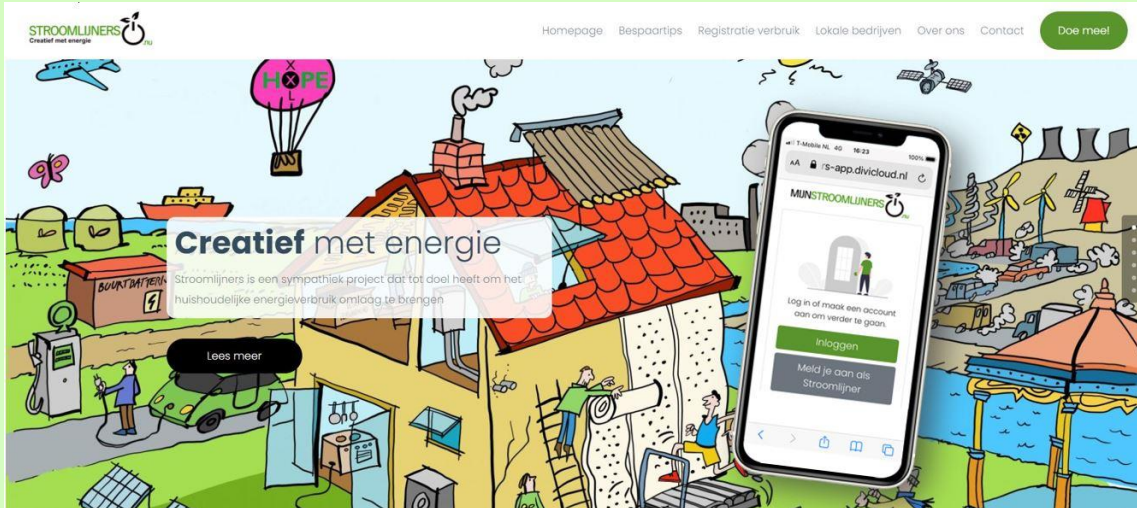 STROOMLIJNERS
Creatief met energie
.nu
Homepage Bespaartips Registratie verbruik Lokale bedrijven Over ons Contact Doe mee!
HOPE
X
X
L
T-Mobile NL 4G 16:23 100%
AA rs-app.divicloud.nl
MIJNSTROOMLIJNERS
.nu
Creatief met energie
Stroomlijners is een sympathiek project dat tot doel heeft om het
huishoudelijke energieverbruik omlaag te brengen
BUURTBATTERIJ
Lees meer
Log in of maak een account
aan om verder te gaan.
Inloggen
Meld je aan als
Stroomlijner